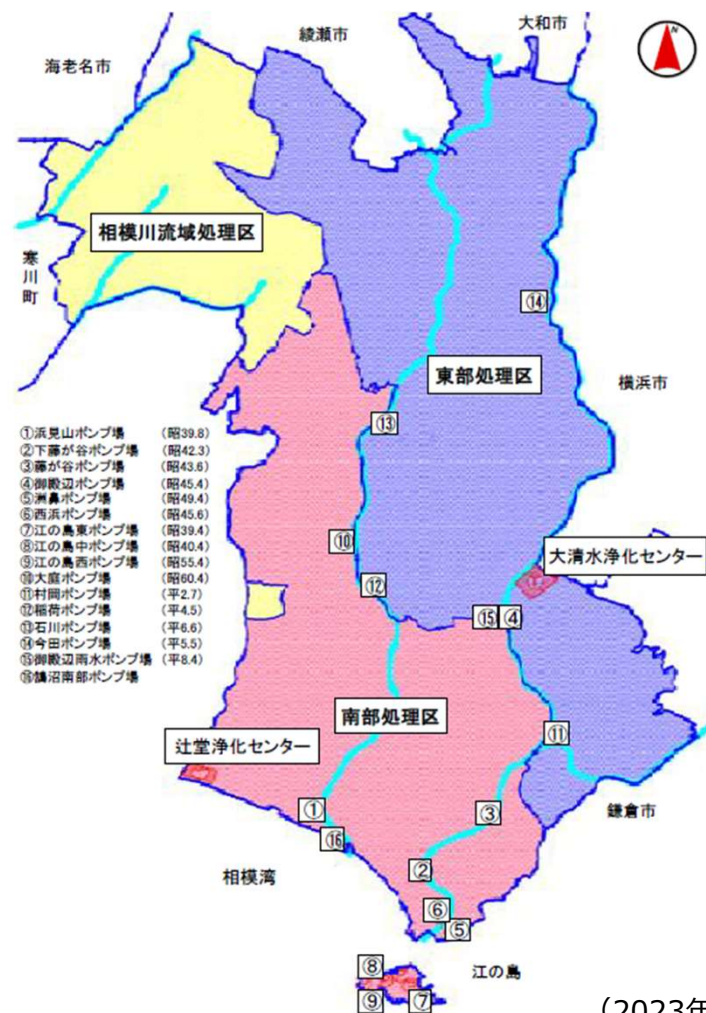 綾瀬市
大和市
海老名市
N
相模川流域処理区
寒川町
⑭
東部処理区
横浜市
⑬
①浜見山ポンプ場 (昭39.8)
②下藤が谷ポンプ場 (昭42.3)
③藤が谷ポンプ場 (昭43.6)
④御殿辺ポンプ場 (昭45.4)
⑤洲鼻ポンプ場 (昭49.4)
⑥西浜ポンプ場 (昭45.6)
⑦江の島東ポンプ場 (昭39.4)
⑧江の島中ポンプ場 (昭40.4)
⑨江の島西ポンプ場 (昭55.4)
⑩大庭ポンプ場 (昭60.4)
⑪村岡ポンプ場 (平2.7)
⑫稲荷ポンプ場 (平4.5)
⑬石川ポンプ場 (平6.6)
⑭今田ポンプ場 (平5.5)
⑮御殿辺雨水ポンプ場 (平8.4)
⑯鵠沼南部ポンプ場
⑩
大清水浄化センター
⑫
⑮ ④
南部処理区
⑪
辻堂浄化センター
①
③
鎌倉市
⑯
相模湾
②
⑥
⑤
⑧
江の島
⑨
⑦
(2023年